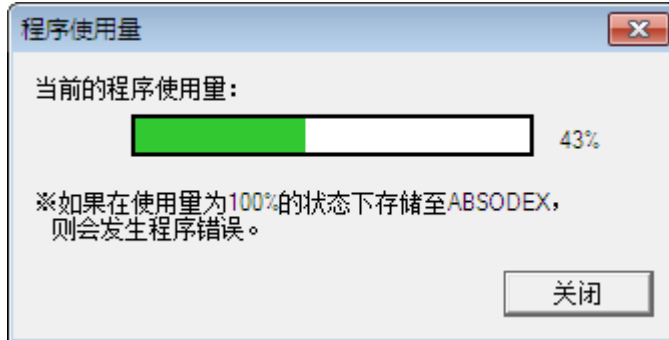 程序使用量
当前的程序使用量：
43%
※如果在使用量为100%的状态下存储至ABSODEX，
则会发生程序错误。
关闭